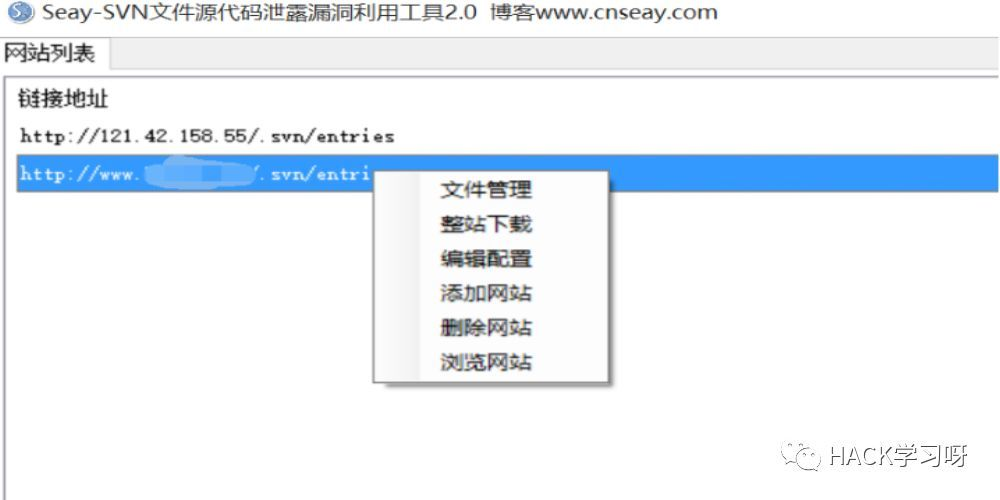 Seay-SVN文件源代码泄露漏洞利用工具2.0 博客www.cnseay.com
网站列表
链接地址
http://121.42.158.55/.svn/entries
http://www. /.svn/entri
文件管理
整站下载
编辑配置
添加网站
删除网站
浏览网站
HACK学习呀